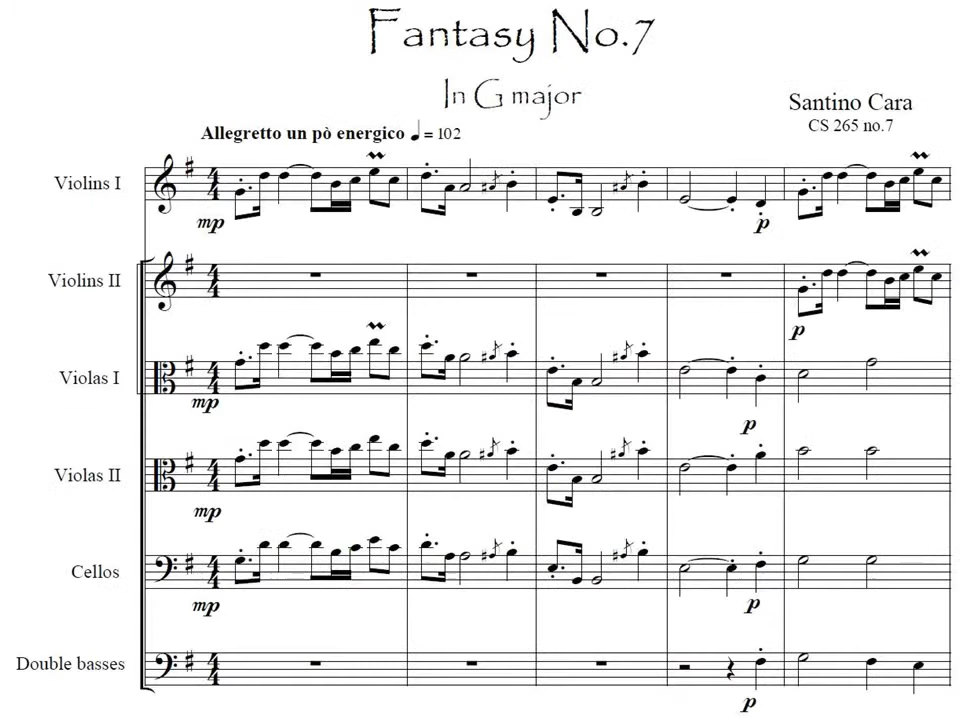 Fantasy No.7
In G major
Santino Cara
CS 265 no.7
Allegretto un pò energico ♩ = 102
Violins I
mp
p
Violins II
p
Violas I
mp
p
Violas II
mp
Cellos
mp
p
Double basses
p